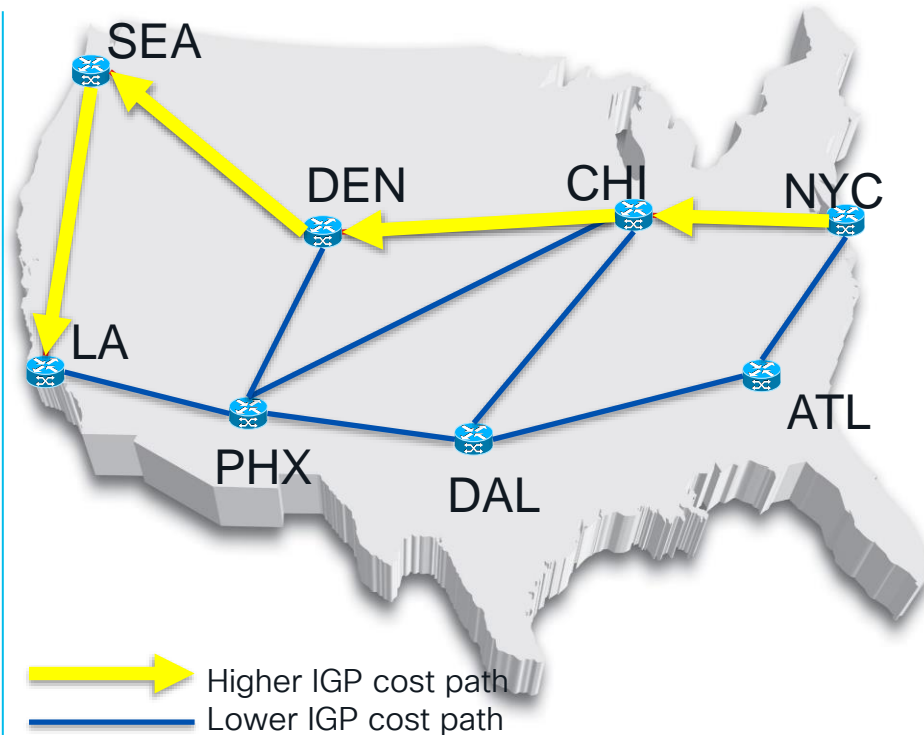 SEA
DEN
CHI
NYC
LA
ATL
PHX
DAL
Higher IGP cost path
Lower IGP cost path